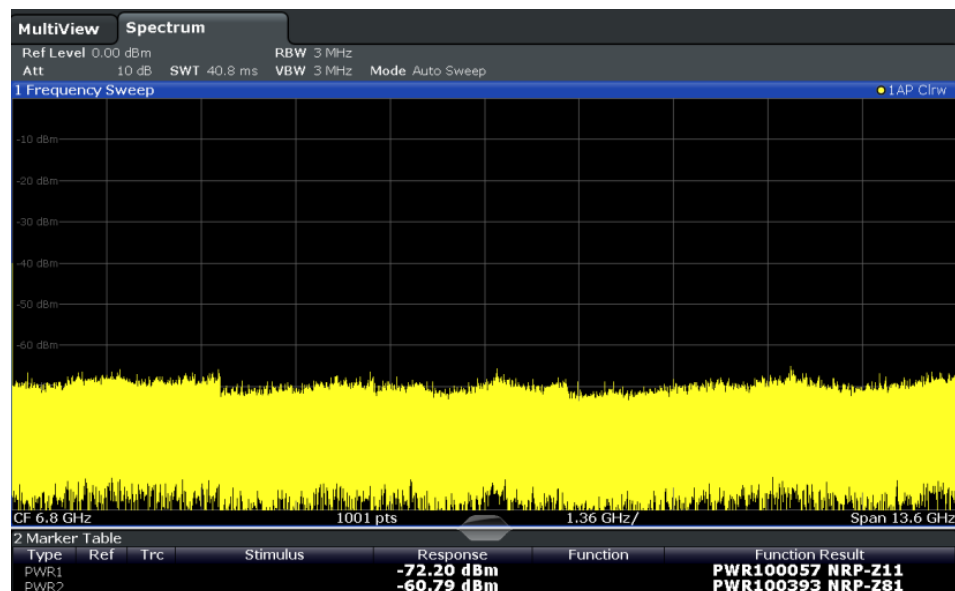 MultiView Spectrum
Ref Level 0.00 dBm RBW 3 MHz
Att 10 dB SWT 40.8 ms VBW 3 MHz Mode Auto Sweep
1 Frequency Sweep 1AP Clrw
-10 dBm
-20 dBm
-30 dBm
-40 dBm
-50 dBm
-60 dBm
CF 6.8 GHz 1001 pts 1.36 GHz/ Span 13.6 GHz
2 Marker Table
Type Ref Trc Stimulus Response Function Function Result
PWR1 -72.20 dBm PWR100057 NRP-Z11
PWR2 -60.79 dBm PWR100393 NRP-Z81